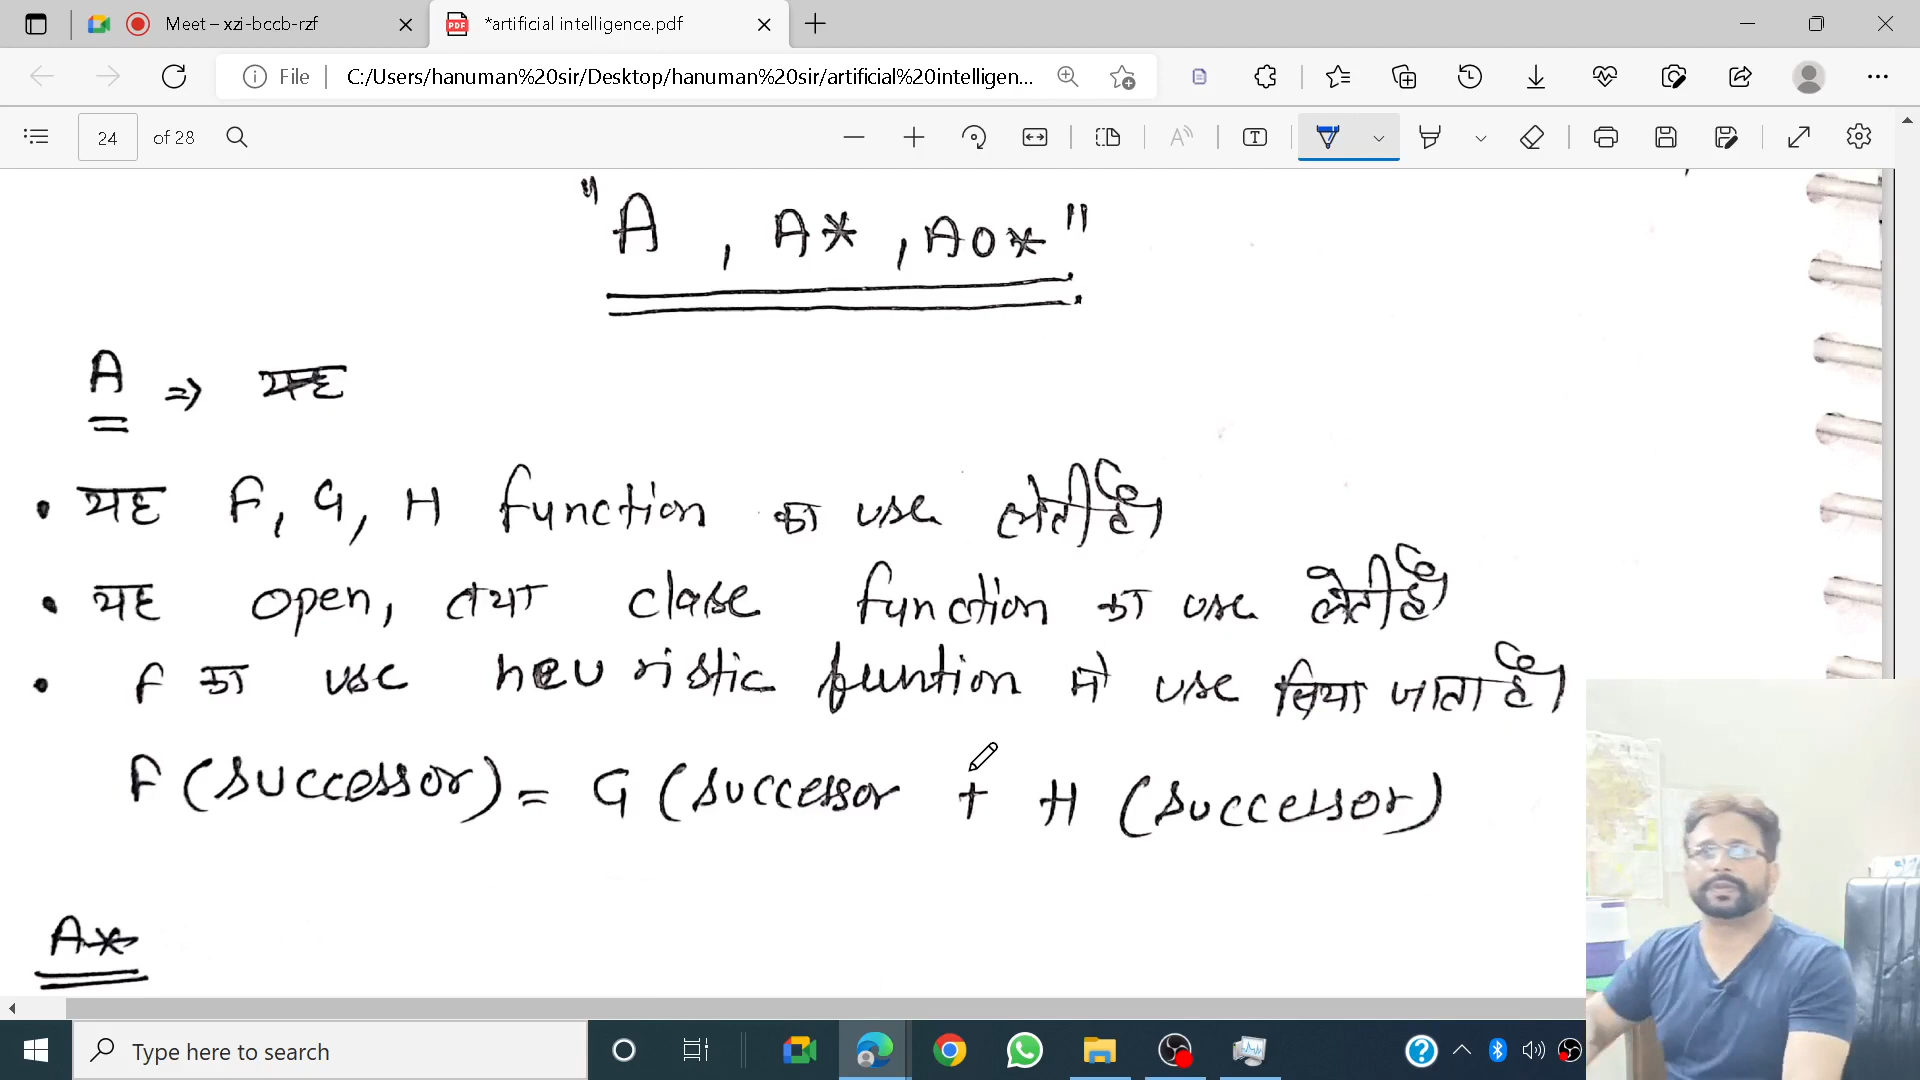 Meet – xzi-bccb-rzf
*artificial intelligence.pdf
File C:/Users/hanuman%20sir/Desktop/hanuman%20sir/artificial%20intelligen...
24 of 28
"A , A* , AO*"
A ⇒ यह
• यह F, G, H function का use लेती है।
• यह open, तथा close function का use लेती है।
• F का use heuristic funtion मे use किया जाता है।
F (successor) = G (successor + H (successor)
A*
Type here to search